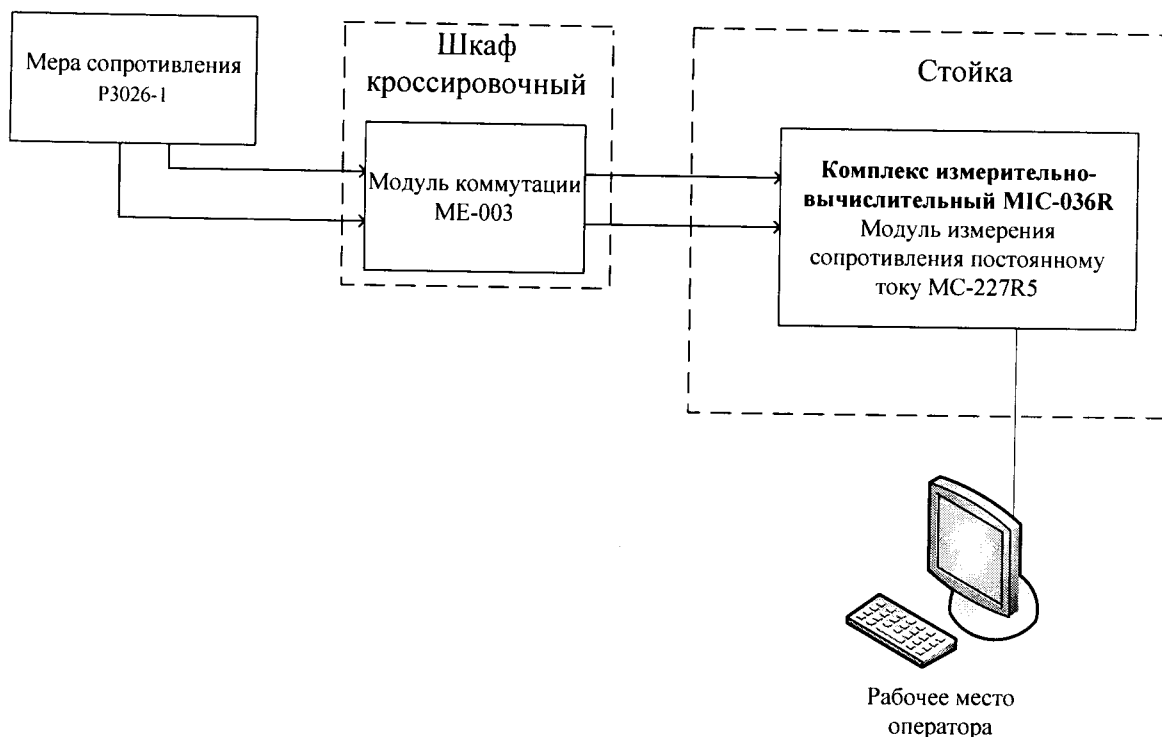 Мера сопротивления
Р3026-1
Шкаф
кроссировочный
Модуль коммутации
МЕ-003
Стойка
Комплекс измерительно-
вычислительный MIC-036R
Модуль измерения
сопротивления постоянному
току МС-227R5
Рабочее место
оператора